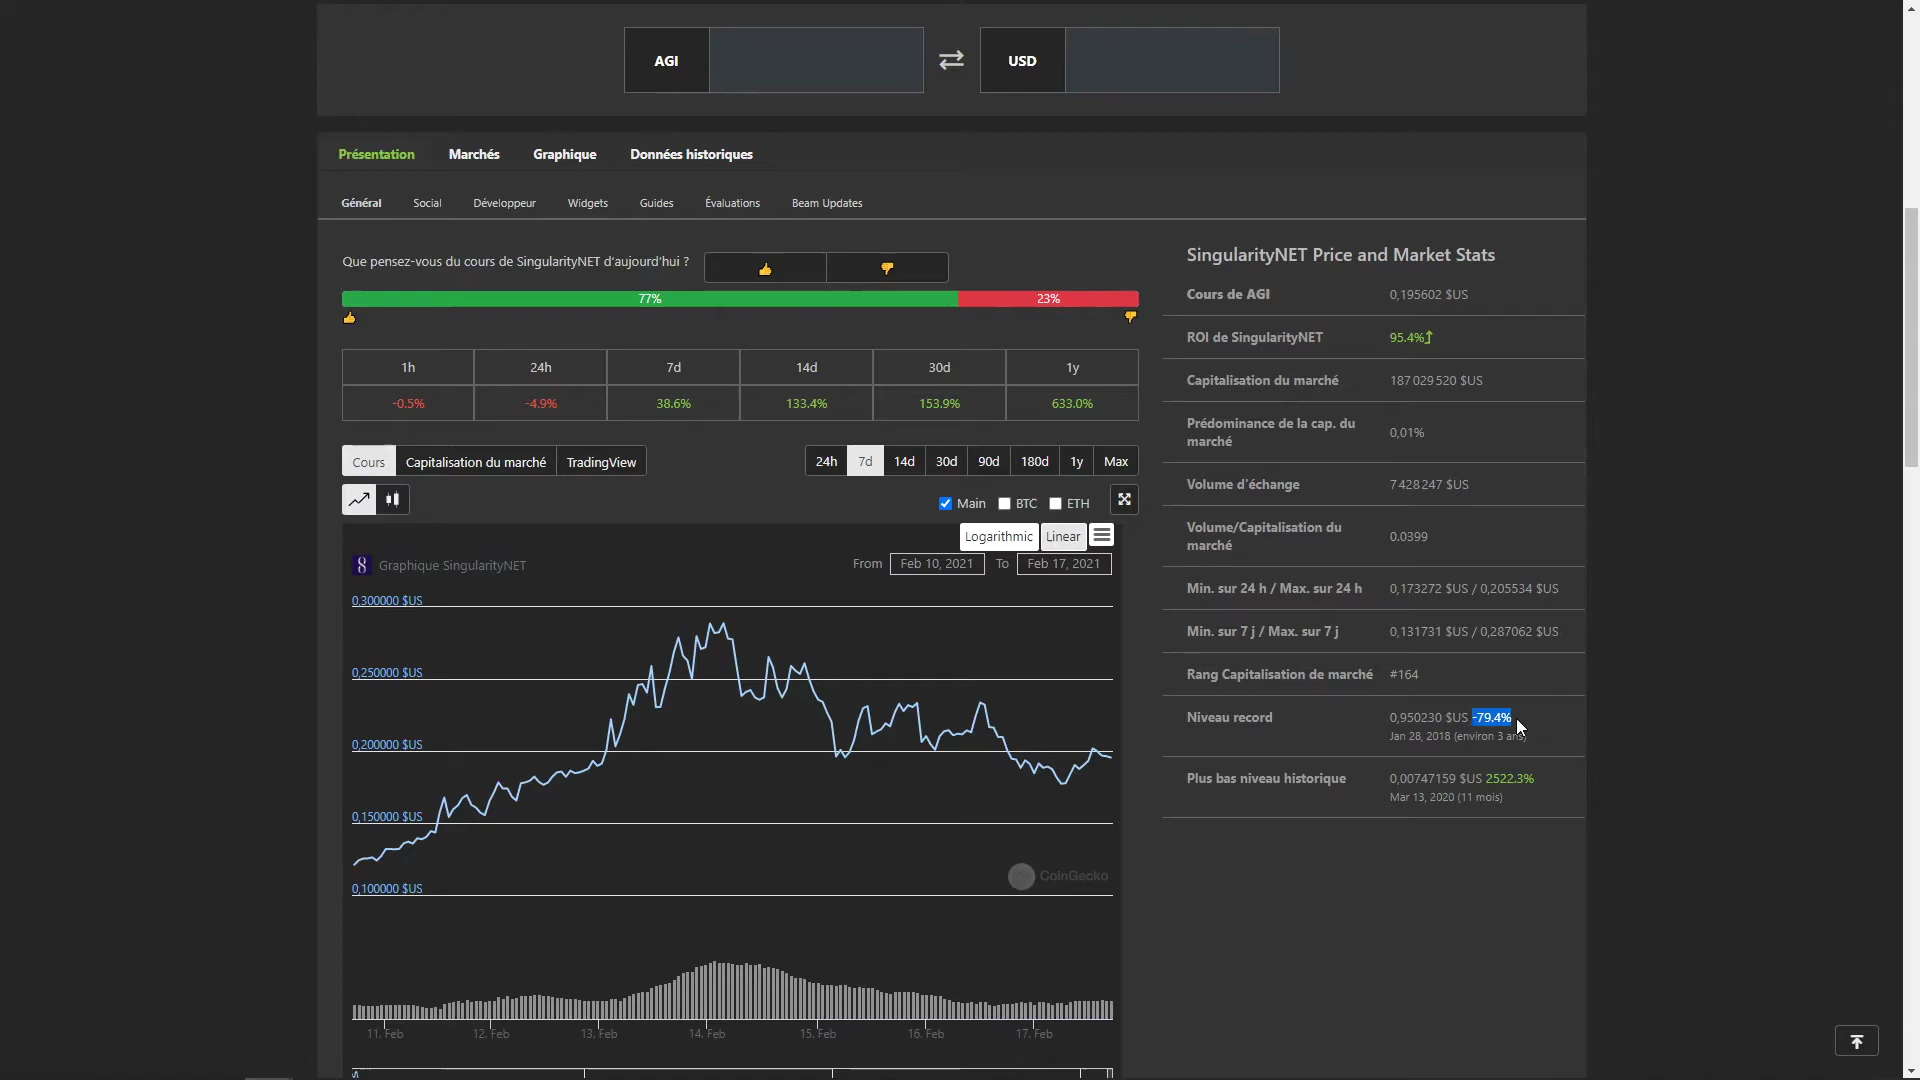 AGI
USD
Présentation Marchés Graphique Données historiques
Général Social Développeur Widgets Guides Évaluations Beam Updates
Que pensez-vous du cours de SingularityNET d'aujourd'hui ?
77% 23%
1h 24h 7d 14d 30d 1y
-0.5% -4.9% 38.6% 133.4% 153.9% 633.0%
Cours Capitalisation du marché TradingView
24h 7d 14d 30d 90d 180d 1y Max
Main BTC ETH
Logarithmic Linear
Graphique SingularityNET
From Feb 10, 2021 To Feb 17, 2021
0,300000 $US
0,250000 $US
0,200000 $US
0,150000 $US
0,100000 $US
CoinGecko
11. Feb 12. Feb 13. Feb 14. Feb 15. Feb 16. Feb 17. Feb
SingularityNET Price and Market Stats
Cours de AGI 0,195602 $US
ROI de SingularityNET 95.4%
Capitalisation du marché 187 029 520 $US
Prédominance de la cap. du
marché 0,01%
Volume d'échange 7 428 247 $US
Volume/Capitalisation du
marché 0.0399
Min. sur 24 h / Max. sur 24 h 0,173272 $US / 0,205534 $US
Min. sur 7 j / Max. sur 7 j 0,131731 $US / 0,287062 $US
Rang Capitalisation de marché #164
Niveau record 0,950230 $US -79.4%
Jan 28, 2018 (environ 3 ans)
Plus bas niveau historique 0,00747159 $US 2522.3%
Mar 13, 2020 (11 mois)